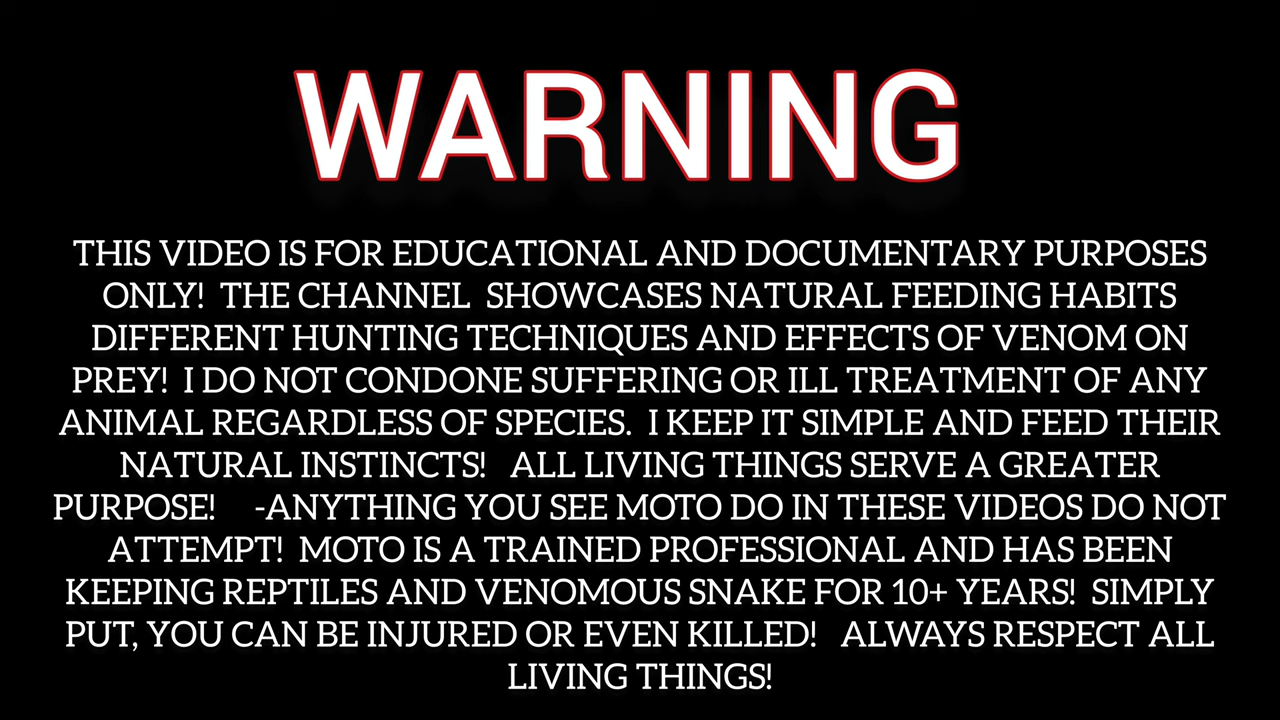 WARNING
THIS VIDEO IS FOR EDUCATIONAL AND DOCUMENTARY PURPOSES
ONLY!  THE CHANNEL  SHOWCASES NATURAL FEEDING HABITS
DIFFERENT HUNTING TECHNIQUES AND EFFECTS OF VENOM ON
PREY!  I DO NOT CONDONE SUFFERING OR ILL TREATMENT OF ANY
ANIMAL REGARDLESS OF SPECIES.  I KEEP IT SIMPLE AND FEED THEIR
NATURAL INSTINCTS!   ALL LIVING THINGS SERVE A GREATER
PURPOSE!     -ANYTHING YOU SEE MOTO DO IN THESE VIDEOS DO NOT
ATTEMPT!  MOTO IS A TRAINED PROFESSIONAL AND HAS BEEN
KEEPING REPTILES AND VENOMOUS SNAKE FOR 10+ YEARS!  SIMPLY
PUT, YOU CAN BE INJURED OR EVEN KILLED!   ALWAYS RESPECT ALL
LIVING THINGS!